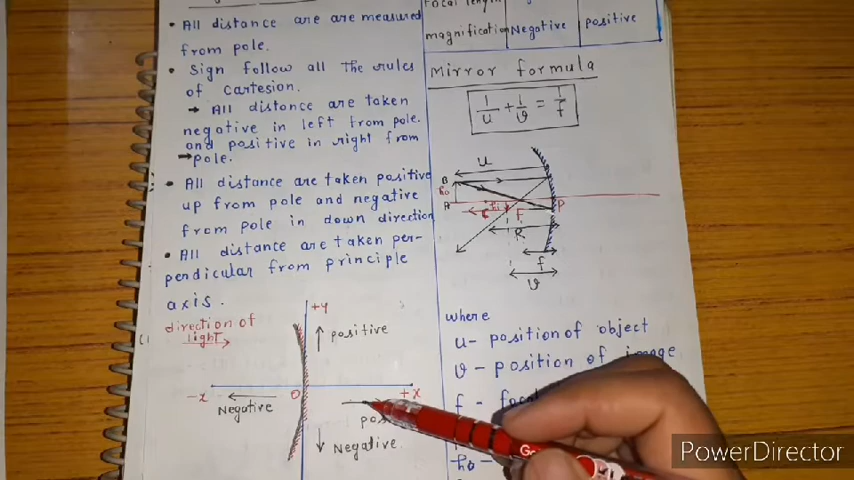 • All distance are are measured
from pole.
• Sign follow all the rules
of Cartesion.
→ All distance are taken
negative in left from pole.
and positive in right from
→ pole.
• All distance are taken positive
up from pole and negative
from pole in down direction
• All distance are taken per-
pendicular from principle
axis.
direction of
light
+y
positive
-x
O
+x
Negative
Negative
focal length
magnification
Negative
positive
Mirror formula
1/u + 1/v = 1/f
u
B
ho
A
F
P
R
f
v
where
u- position of object
v - position of image
f -
ho -
PowerDirector